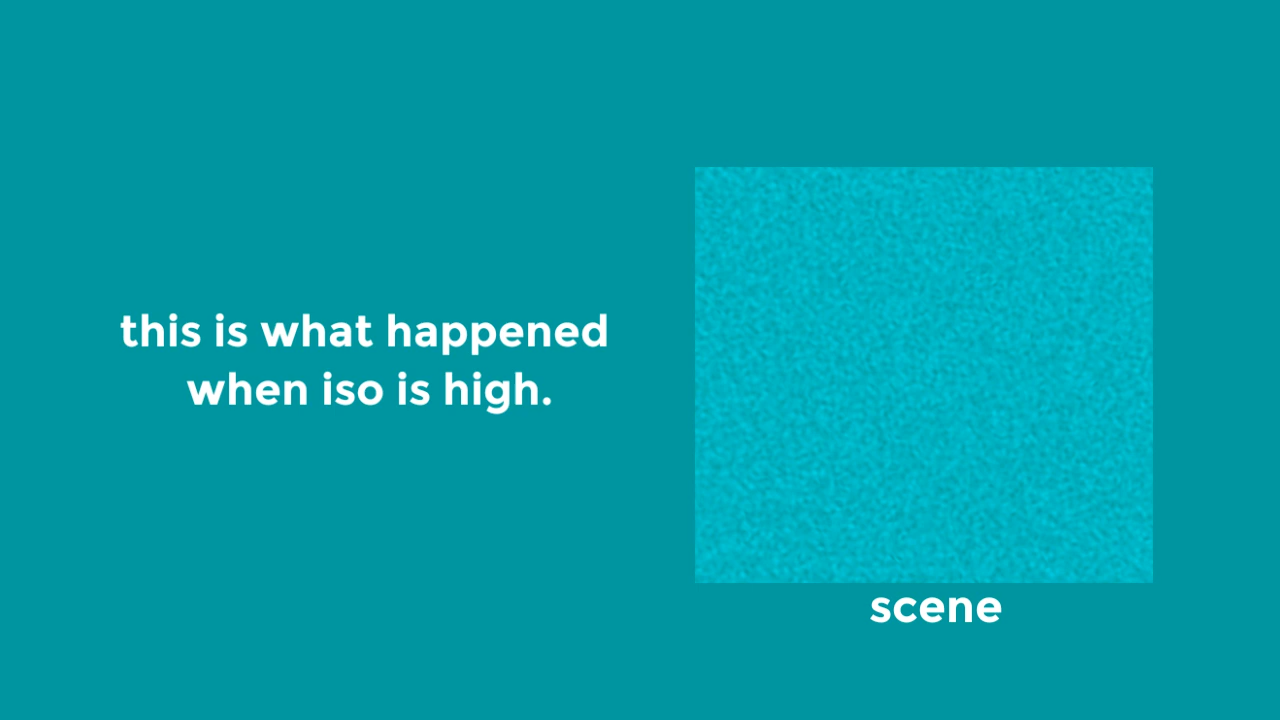 this is what happened
when iso is high.
scene